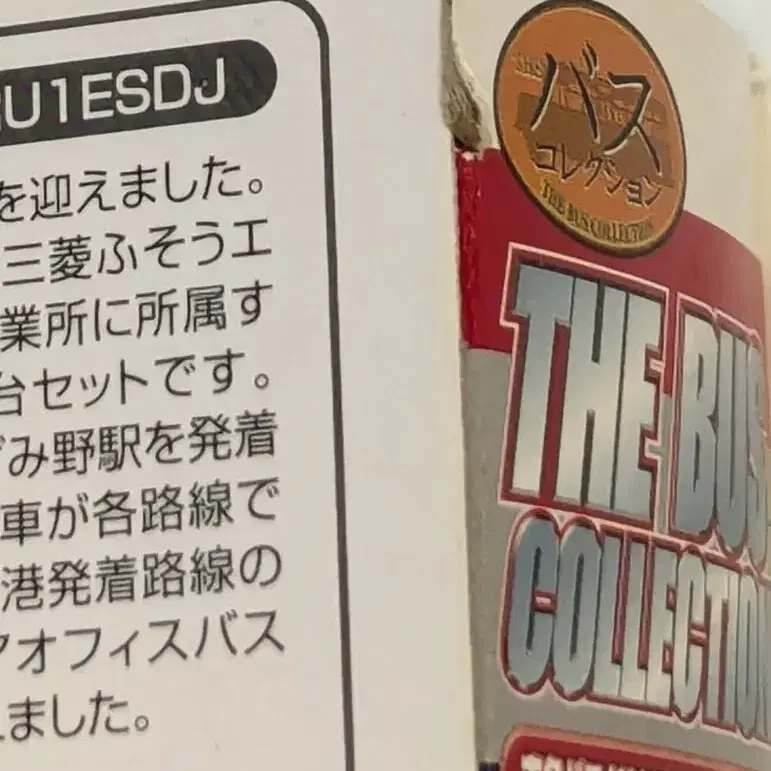 U1ESDJ
を迎えました。
三菱ふそうエ
業所に所属す
台セットです。
み野駅を発着
車が各路線で
港発着路線の
オフィスバス
ました。
バス
コレクション
THE BUS COLLECTION
THE BUS
COLLECTION